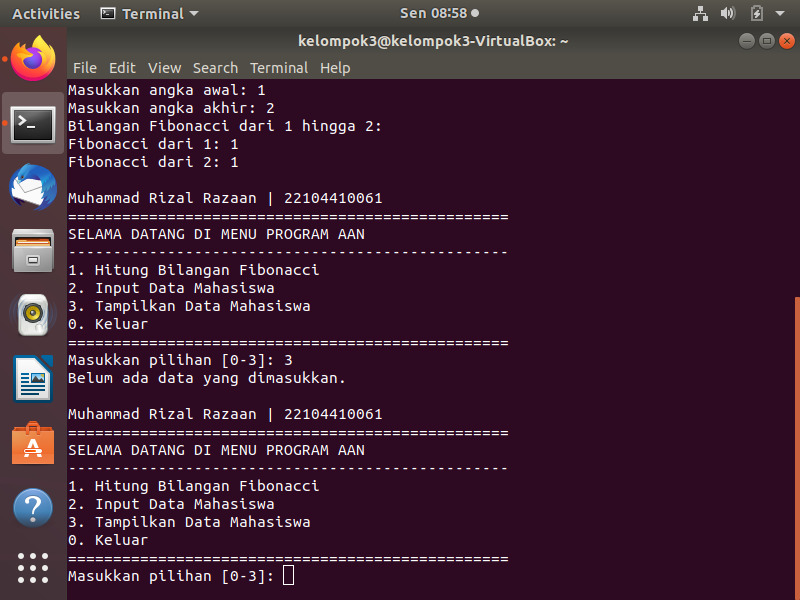 Activities Terminal Sen 08:58
kelompok3@kelompok3-VirtualBox: ~
File Edit View Search Terminal Help
Masukkan angka awal: 1
Masukkan angka akhir: 2
Bilangan Fibonacci dari 1 hingga 2:
Fibonacci dari 1: 1
Fibonacci dari 2: 1
Muhammad Rizal Razaan | 22104410061
=================================================
SELAMA DATANG DI MENU PROGRAM AAN
-------------------------------------------------
1. Hitung Bilangan Fibonacci
2. Input Data Mahasiswa
3. Tampilkan Data Mahasiswa
0. Keluar
=================================================
Masukkan pilihan [0-3]: 3
Belum ada data yang dimasukkan.
Muhammad Rizal Razaan | 22104410061
=================================================
SELAMA DATANG DI MENU PROGRAM AAN
-------------------------------------------------
1. Hitung Bilangan Fibonacci
2. Input Data Mahasiswa
3. Tampilkan Data Mahasiswa
0. Keluar
=================================================
Masukkan pilihan [0-3]: